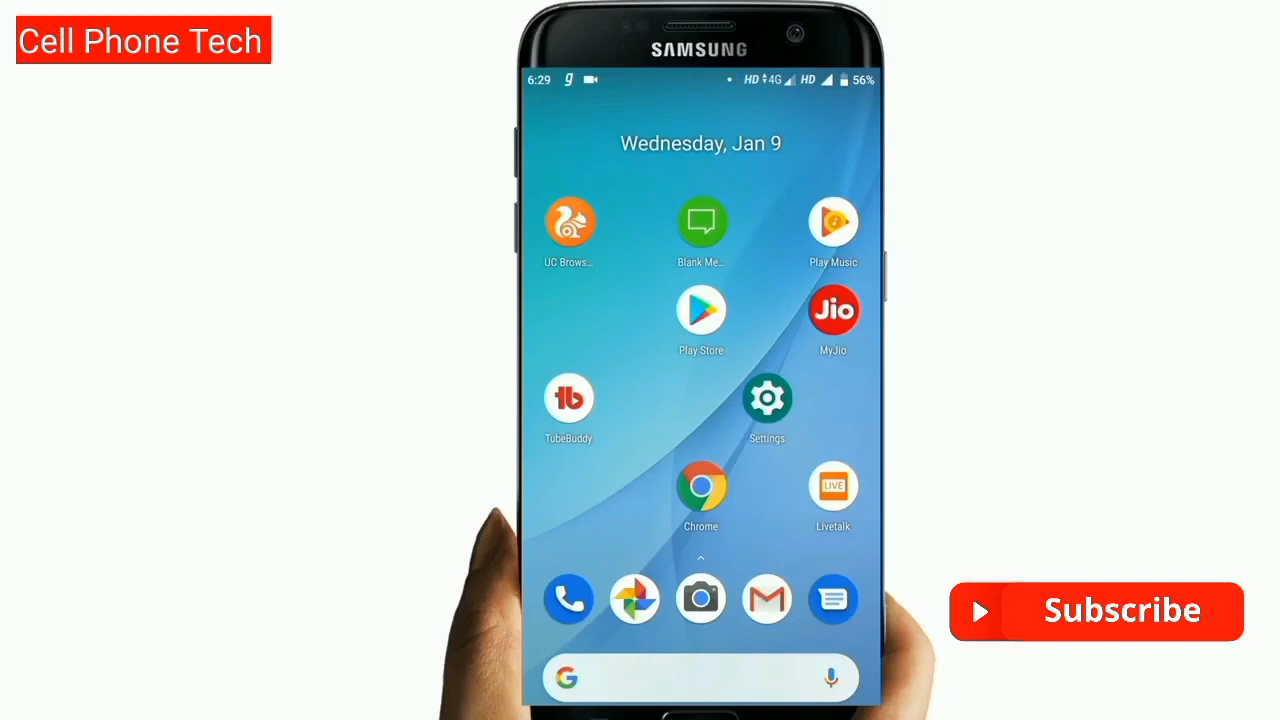 Cell Phone Tech
SAMSUNG
6:29 HD 4G HD 56%
Wednesday, Jan 9
UC Brows... Blank Me... Play Music
Jio
Play Store MyJio
tb
TubeBuddy Settings
LIVE
Chrome Livetalk
Subscribe
G